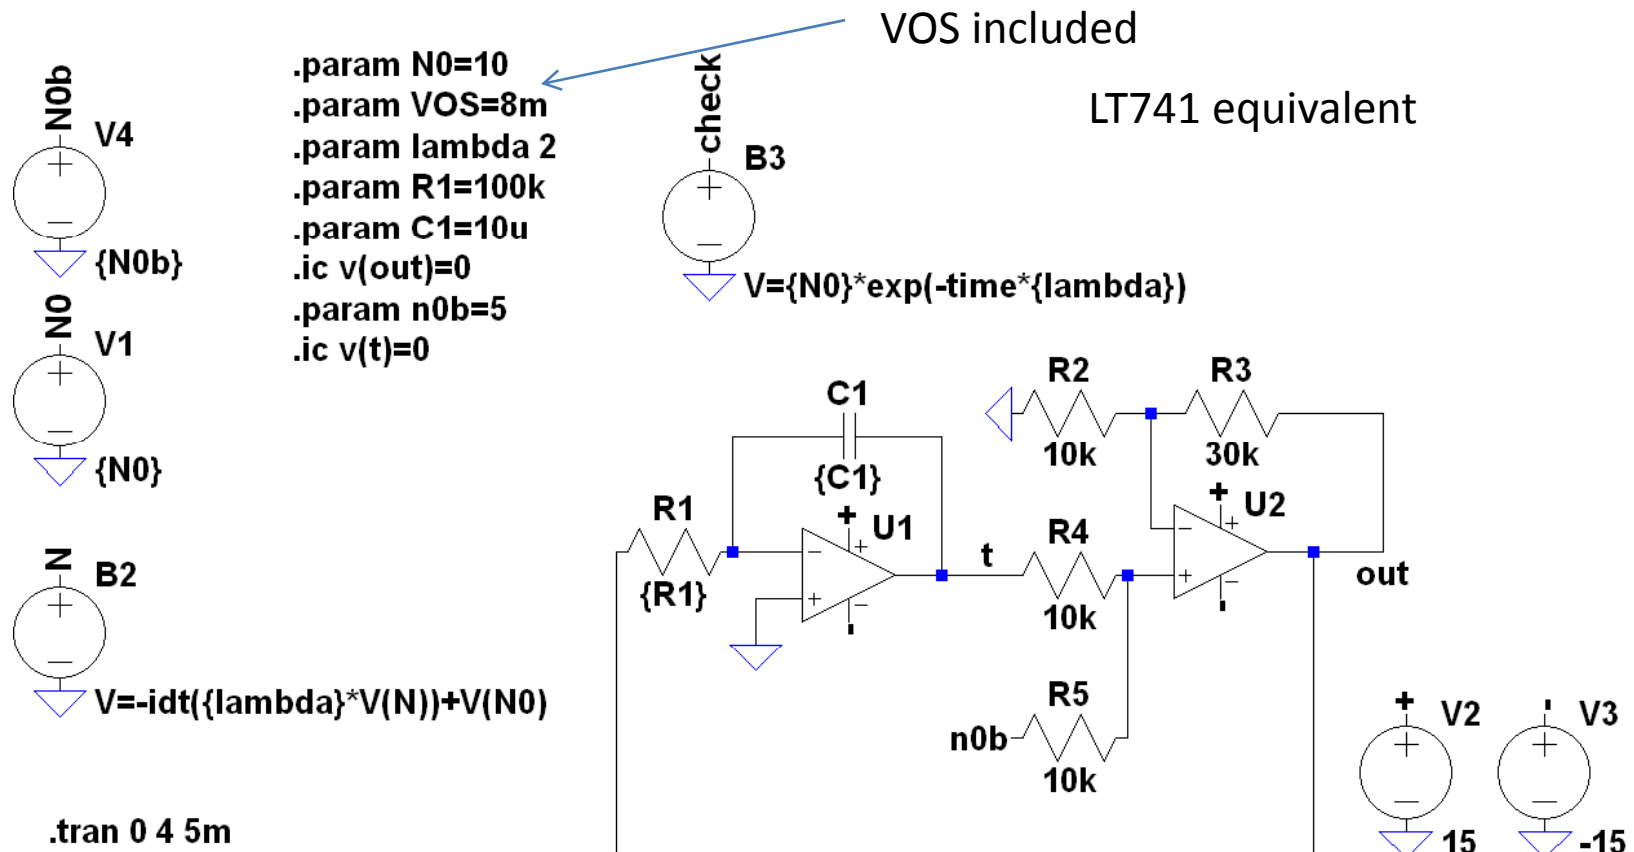 VOS included
LT741 equivalent
.param N0=10
.param VOS=8m
.param lambda 2
.param R1=100k
.param C1=10u
.ic v(out)=0
.param n0b=5
.ic v(t)=0
N0b
V4
{N0b}
N0
V1
{N0}
N
B2
V=-idt({lambda}*V(N))+V(N0)
check
B3
V={N0}*exp(-time*{lambda})
C1
{C1}
R1
{R1}
U1
t
R2
10k
R3
30k
U2
R4
10k
out
n0b
R5
10k
+
V2
15
-
V3
-15
.tran 0 4 5m